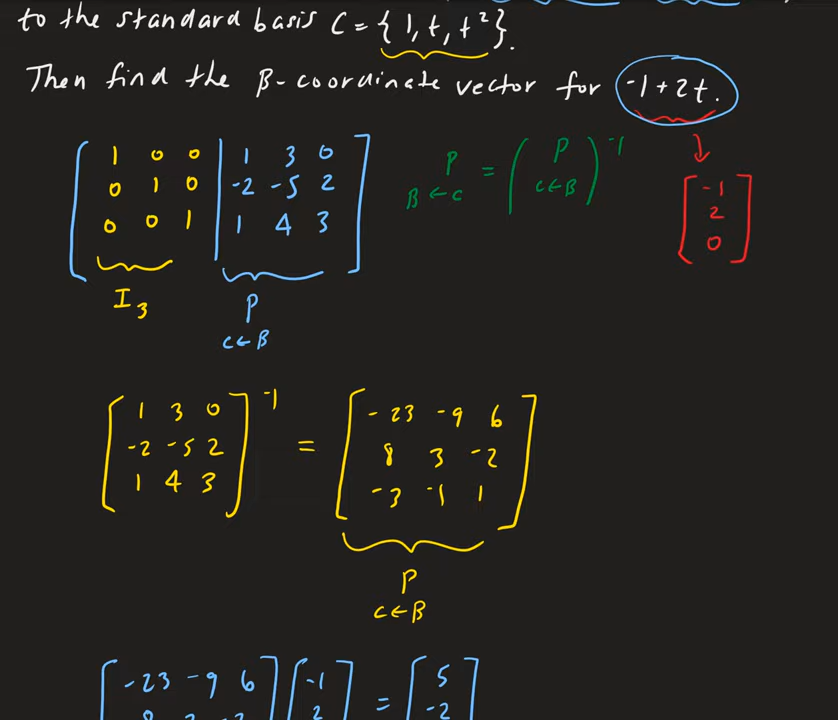 to the standard basis C = { 1, t, t² }.
Then find the β-coordinate vector for -1+2t.
[ 1 0 0 | 1 3 0 ]
[ 0 1 0 | -2 -5 2 ]
[ 0 0 1 | 1 4 3 ]
I₃
P
C←B
P B←C = ( P C←B )⁻¹
[ -1 ]
[ 2 ]
[ 0 ]
[ 1 3 0 ]⁻¹ [ -23 -9 6 ]
[ -2 -5 2 ] = [ 8 3 -2 ]
[ 1 4 3 ] [ -3 -1 1 ]
P
C←B
[ -23 -9 6 ] [ -1 ] [ 5 ]
[ 2 ] = [ -2 ]